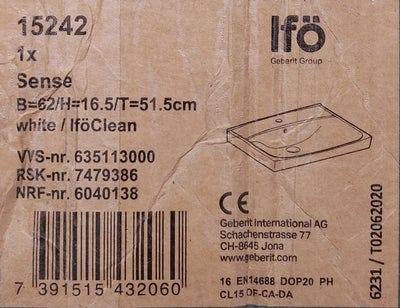 15242
1x
Sense
B=62/H=16.5/T=51.5cm
white / IföClean
VVS-nr. 635113000
RSK-nr. 7479386
NRF-nr. 6040138
7 391515 432060
Ifö
Geberit Group
CE
Geberit International AG
Schachenstrasse 77
CH-8645 Jona
www.geberit.com
16 EN14688 DOP20 PH
CL15 OF-CA-DA
6231 / T02062020